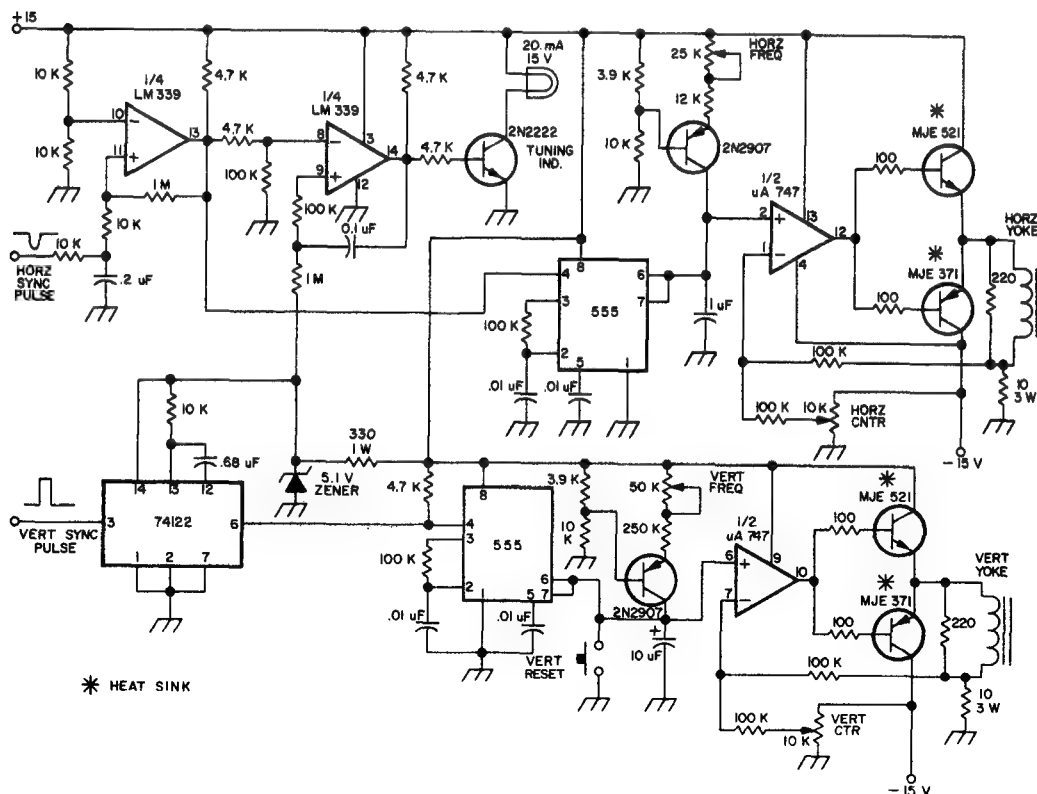 +15
10 K
10 K
1/4
LM 339
10
11
13
4.7 K
4.7 K
100 K
1 M
10 K
10 K
HORZ
SYNC
PULSE
.2 uF
1/4
LM 339
8
9
13
12
14
100 K
0.1 uF
1M
4.7 K
4.7 K
20 mA
15 V
2N2222
TUNING
IND.
3.9 K
10 K
25 K
HORZ
FREQ
12 K
2N2907
4
8
3
2
5
1
6
7
555
100 K
.01 uF
.01 uF
1 uF
1/2
uA 747
2
1
13
4
12
100
100
MJE 521
MJE 371
220
HORZ
YOKE
100 K
100 K
10 K
HORZ
CNTR
10
3 W
-15 V
10 K
.68 uF
5.1 V
ZENER
330
1 W
VERT SYNC
PULSE
3
14
13
12
74122
6
1
2
7
4.7 K
100 K
.01 uF
.01 uF
8
4
3
2
1
5
6
7
555
3.9K
10
K
50 K
VERT
FREQ
250 K
2N2907
VERT
RESET
+
10 uF
1/2
uA 747
6
7
9
10
100
100
MJE 521
MJE 371
220
VERT
YOKE
100 K
100 K
10 K
VERT
CTR
10
3 W
-15 V
HEAT SINK